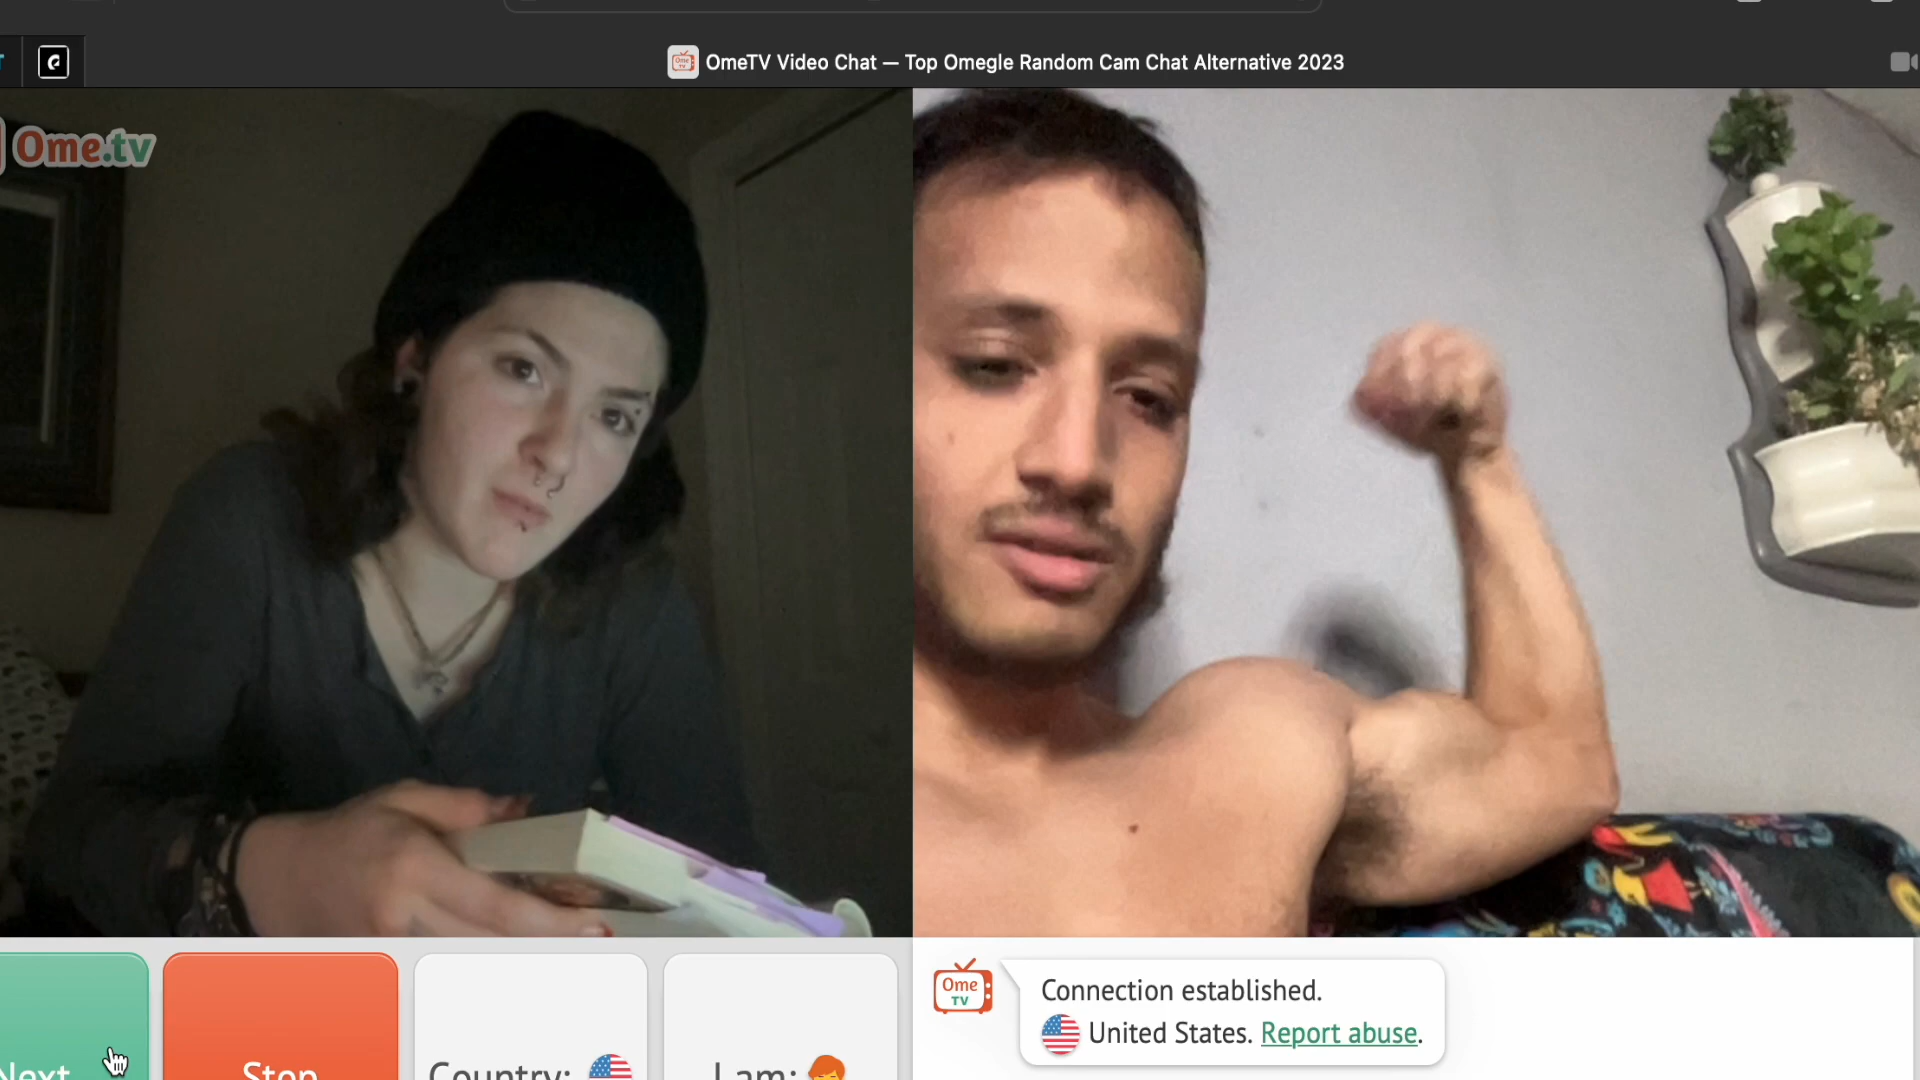 OmeTV Video Chat — Top Omegle Random Cam Chat Alternative 2023
Ome.tv
Ome
TV
Connection established.
United States. Report abuse.
Next
Stop
Country:
I am: